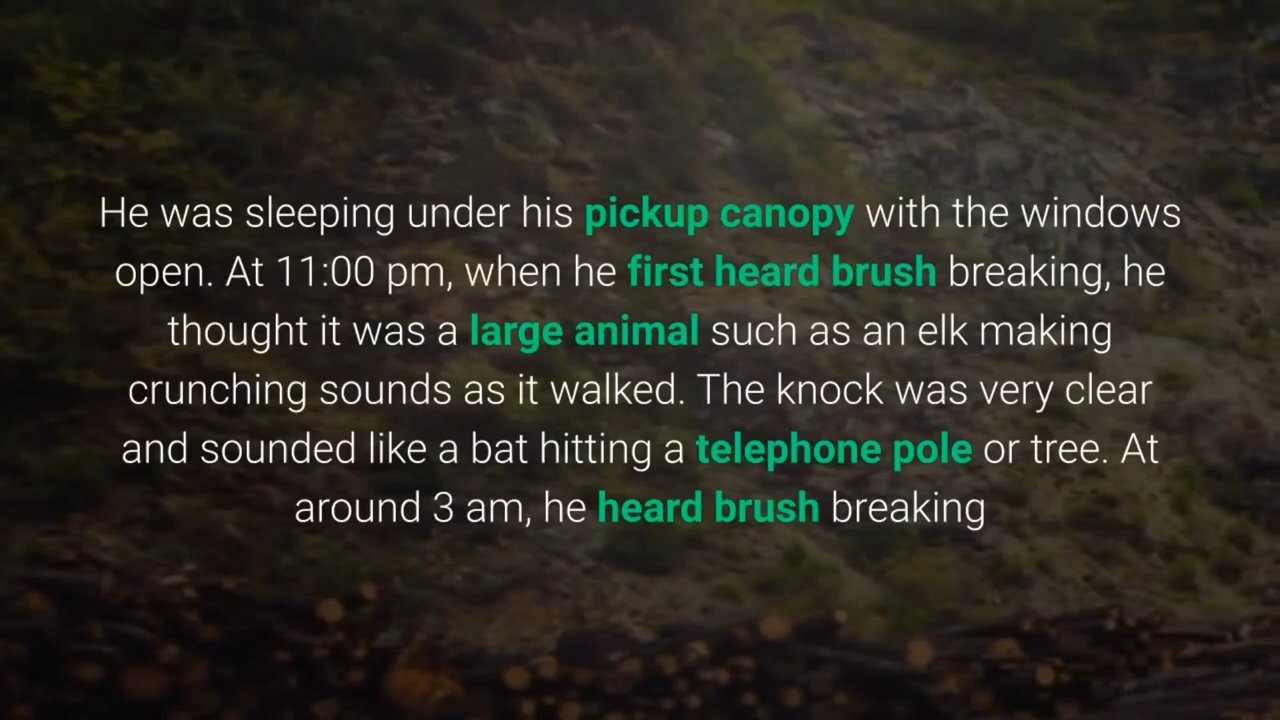 He was sleeping under his pickup canopy with the windows
open. At 11:00 pm, when he first heard brush breaking, he
thought it was a large animal such as an elk making
crunching sounds as it walked. The knock was very clear
and sounded like a bat hitting a telephone pole or tree. At
around 3 am, he heard brush breaking